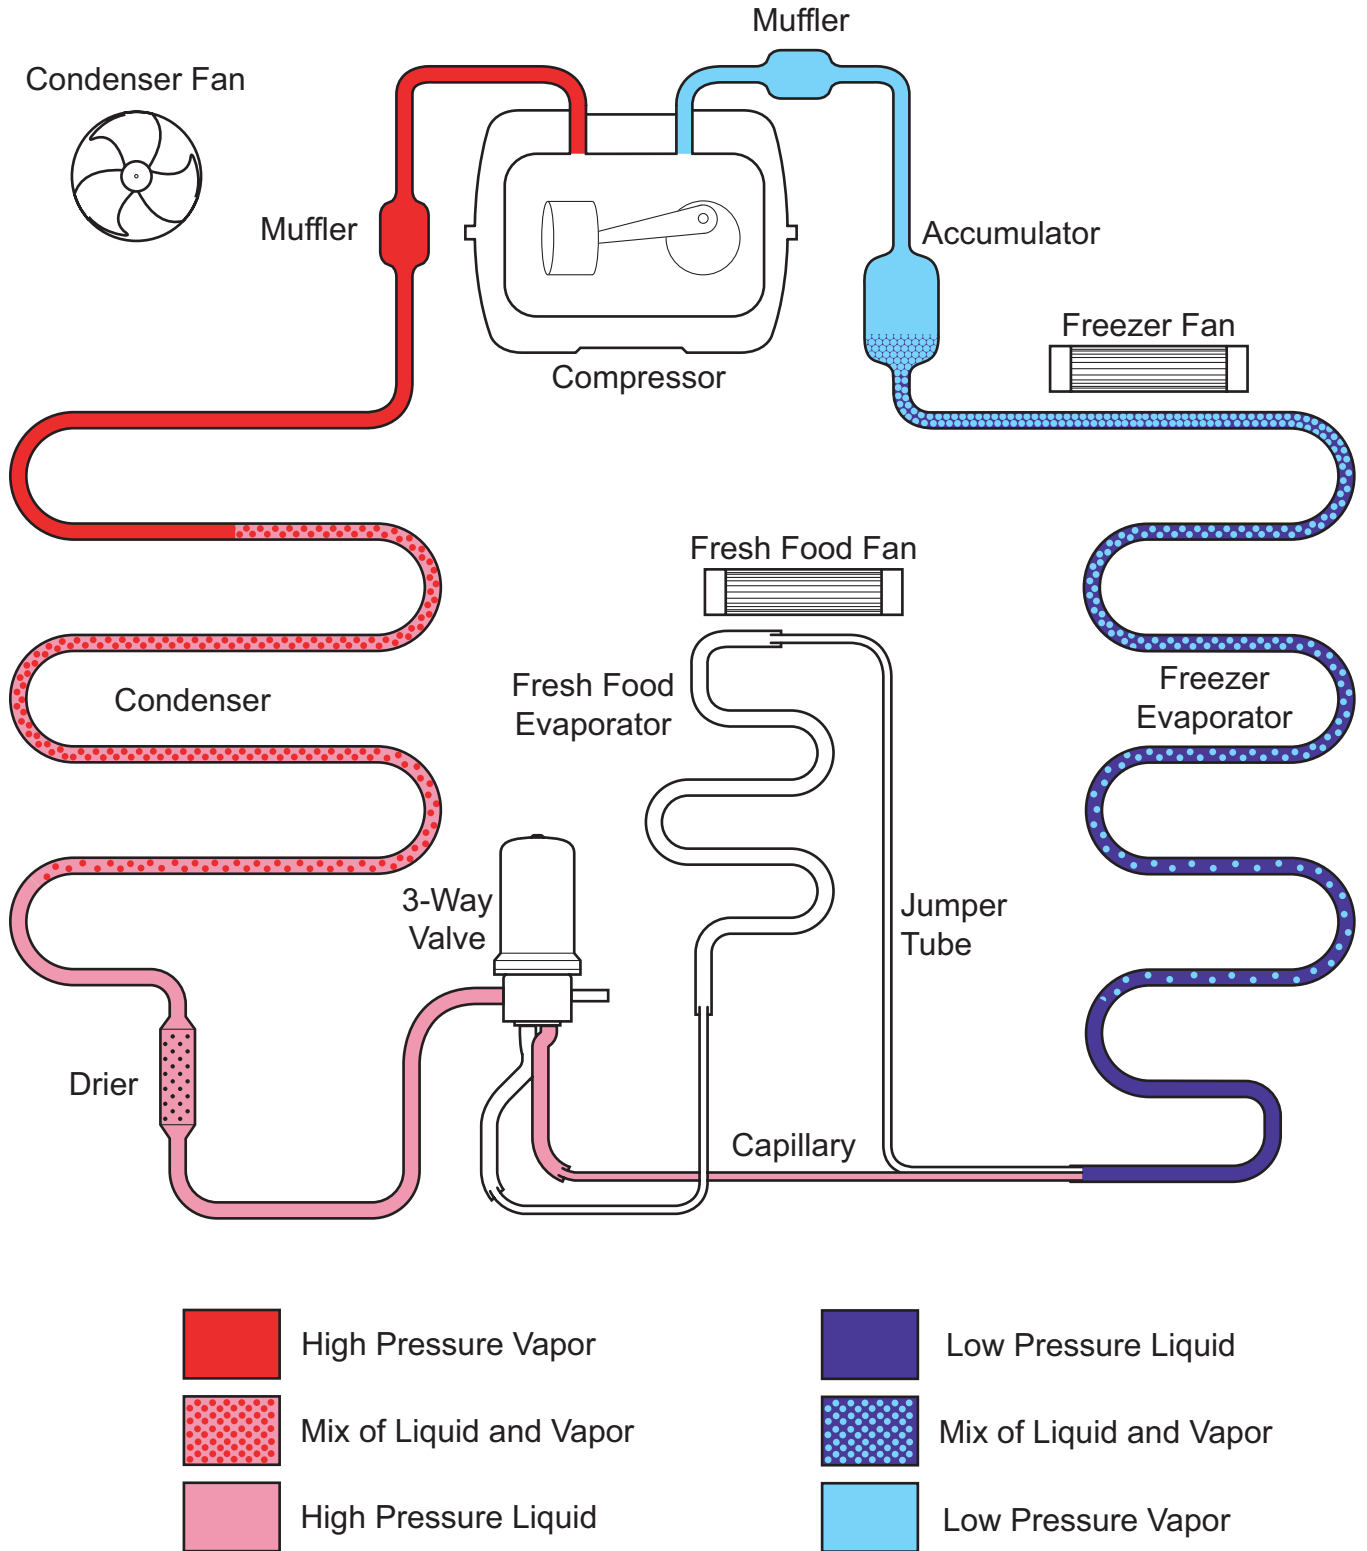 Muffler
Condenser Fan
Muffler
Accumulator
Freezer Fan
Compressor
Fresh Food Fan
Fresh Food
Evaporator
Freezer
Evaporator
Condenser
3-Way
Valve
Jumper
Tube
Drier
Capillary
High Pressure Vapor
Low Pressure Liquid
Mix of Liquid and Vapor
Mix of Liquid and Vapor
High Pressure Liquid
Low Pressure Vapor